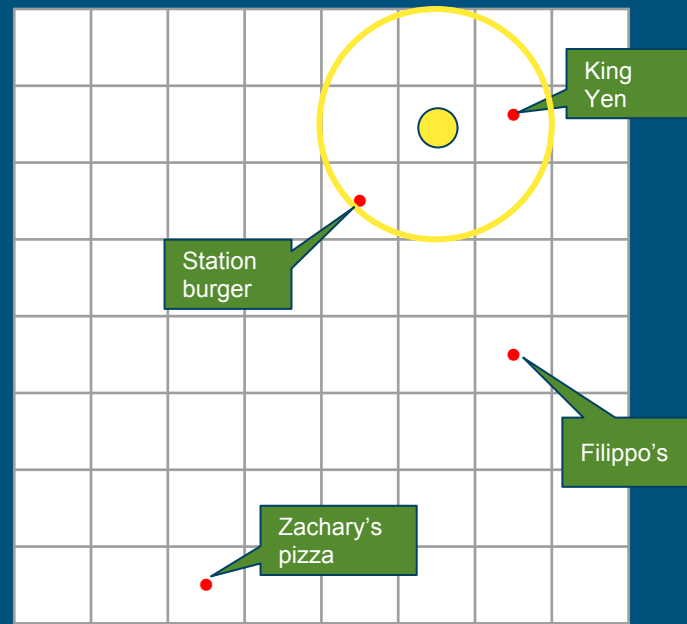 King
Yen
Station
burger
Filippo’s
Zachary’s
pizza